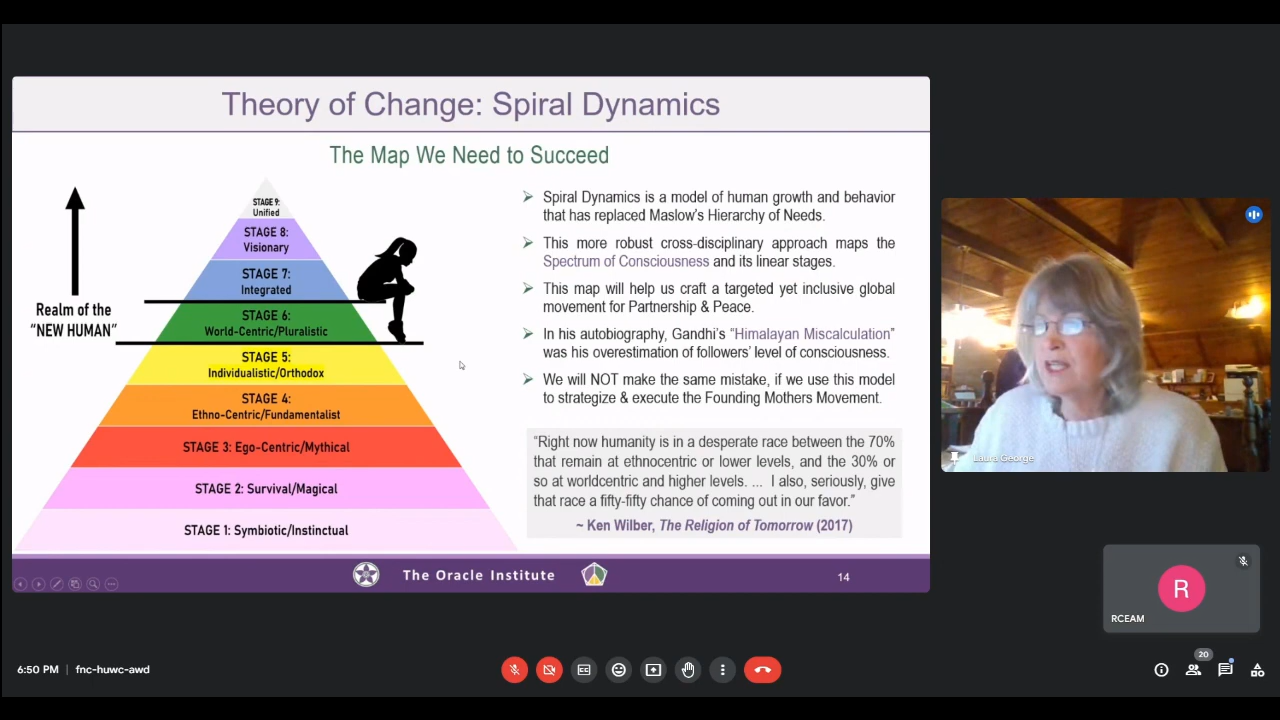 Theory of Change: Spiral Dynamics
The Map We Need to Succeed
STAGE 9:
Unified
STAGE 8:
Visionary
STAGE 7:
Integrated
STAGE 6:
World-Centric/Pluralistic
STAGE 5:
Individualistic/Orthodox
STAGE 4:
Ethno-Centric/Fundamentalist
STAGE 3: Ego-Centric/Mythical
STAGE 2: Survival/Magical
STAGE 1: Symbiotic/Instinctual
Realm of the
“NEW HUMAN”
Spiral Dynamics is a model of human growth and behavior
that has replaced Maslow’s Hierarchy of Needs.
This more robust cross-disciplinary approach maps the
Spectrum of Consciousness and its linear stages.
This map will help us craft a targeted yet inclusive global
movement for Partnership & Peace.
In his autobiography, Gandhi’s “Himalayan Miscalculation”
was his overestimation of followers’ level of consciousness.
We will NOT make the same mistake, if we use this model
to strategize & execute the Founding Mothers Movement.
“Right now humanity is in a desperate race between the 70%
that remain at ethnocentric or lower levels, and the 30% or
so at worldcentric and higher levels. ... I also, seriously, give
that race a fifty-fifty chance of coming out in our favor.”
~ Ken Wilber, The Religion of Tomorrow (2017)
The Oracle Institute
14
Laura George
R
RCEAM
6:50 PM | fnc-huwc-awd
20